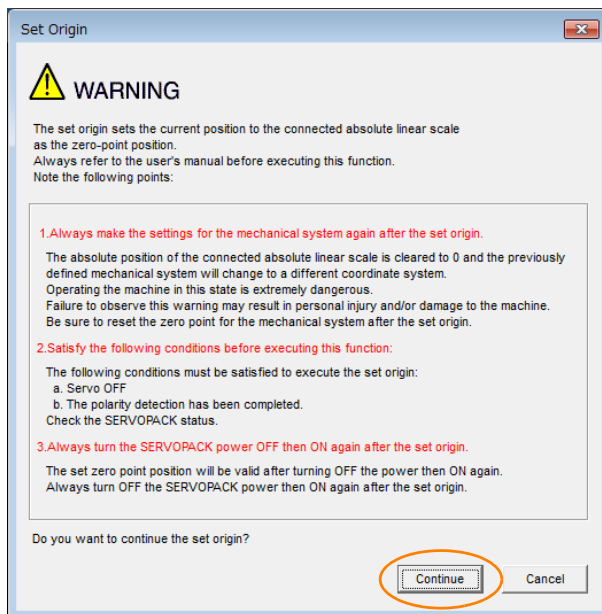 Set Origin
WARNING
The set origin sets the current position to the connected absolute linear scale
as the zero-point position.
Always refer to the user's manual before executing this function.
Note the following points:
1.Always make the settings for the mechanical system again after the set origin.
The absolute position of the connected absolute linear scale is cleared to 0 and the previously
defined mechanical system will change to a different coordinate system.
Operating the machine in this state is extremely dangerous.
Failure to observe this warning may result in personal injury and/or damage to the machine.
Be sure to reset the zero point for the mechanical system after the set origin.
2.Satisfy the following conditions before executing this function:
The following conditions must be satisfied to execute the set origin:
a. Servo OFF
b. The polarity detection has been completed.
Check the SERVOPACK status.
3.Always turn the SERVOPACK power OFF then ON again after the set origin.
The set zero point position will be valid after turning OFF the power then ON again.
Always turn OFF the SERVOPACK power then ON again after the set origin.
Do you want to continue the set origin?
Continue
Cancel